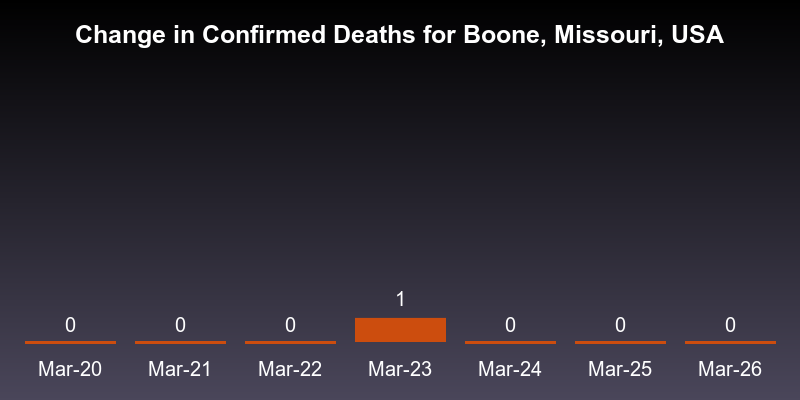 Change in Confirmed Deaths for Boone, Missouri, USA
1
0 0 0 0 0 0
Mar-20 Mar-21 Mar-22 Mar-23 Mar-24 Mar-25 Mar-26